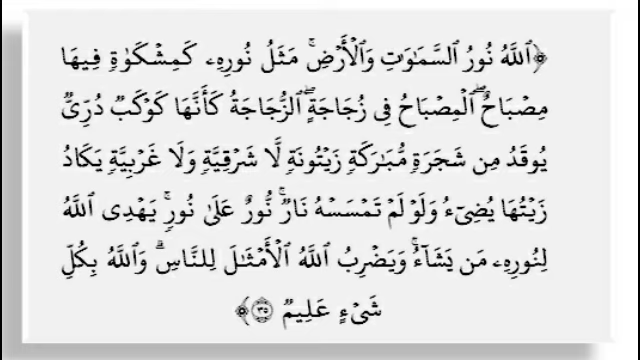 ﴿ٱللَّهُ نُورُ ٱلسَّمَٰوَٰتِ وَٱلۡأَرۡضِۚ مَثَلُ نُورِهِۦ كَمِشۡكَوٰةٖ فِيهَا
مِصۡبَاحٌۖ ٱلۡمِصۡبَاحُ فِي زُجَاجَةٍۖ ٱلزُّجَاجَةُ كَأَنَّهَا كَوۡكَبٞ دُرِّيّٞ
يُوقَدُ مِن شَجَرَةٖ مُّبَٰرَكَةٖ زَيۡتُونَةٖ لَّا شَرۡقِيَّةٖ وَلَا غَرۡبِيَّةٖ يَكَادُ
زَيۡتُهَا يُضِيٓءُ وَلَوۡ لَمۡ تَمۡسَسۡهُ نَارٞۚ نُّورٌ عَلَىٰ نُورٖۚ يَهۡدِي ٱللَّهُ
لِنُورِهِۦ مَن يَشَآءُۚ وَيَضۡرِبُ ٱللَّهُ ٱلۡأَمۡثَٰلَ لِلنَّاسِۗ وَٱللَّهُ بِكُلِّ
شَيۡءٍ عَلِيمٞ ۝٣٥﴾